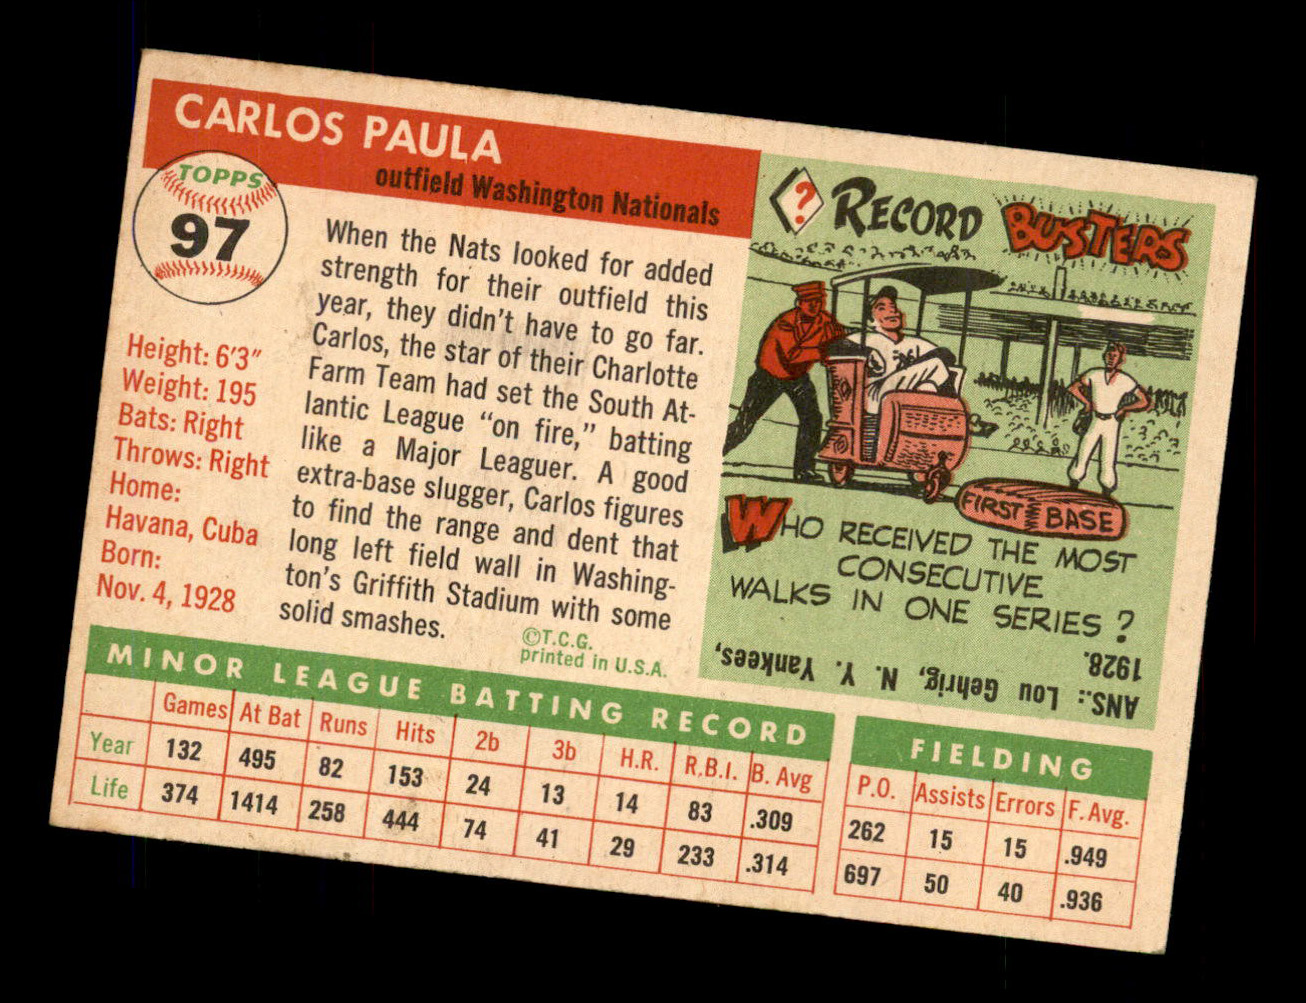 CARLOS PAULA
outfield Washington Nationals
TOPPS
97
Height: 6'3"
Weight: 195
Bats: Right
Throws: Right
Home:
Havana, Cuba
Born:
Nov. 4, 1928
When the Nats looked for added
strength for their outfield this
year, they didn't have to go far.
Carlos, the star of their Charlotte
Farm Team had set the South At-
lantic League "on fire," batting
like a Major Leaguer. A good
extra-base slugger, Carlos figures
to find the range and dent that
long left field wall in Washing-
ton's Griffith Stadium with some
solid smashes.
©T.C.G.
printed in U.S.A.
? RECORD BUSTERS
FIRST BASE
WHO RECEIVED THE MOST
CONSECUTIVE
WALKS IN ONE SERIES?
ANS.: Lou Gehrig, N. Y. Yankees,
1928.
MINOR LEAGUE BATTING RECORD
Games At Bat Runs Hits 2b 3b H.R. R.B.I. B. Avg
Year 132 495 82 153 24 13 14 83 .309
Life 374 1414 258 444 74 41 29 233 .314
FIELDING
P.O. Assists Errors F. Avg.
262 15 15 .949
697 50 40 .936